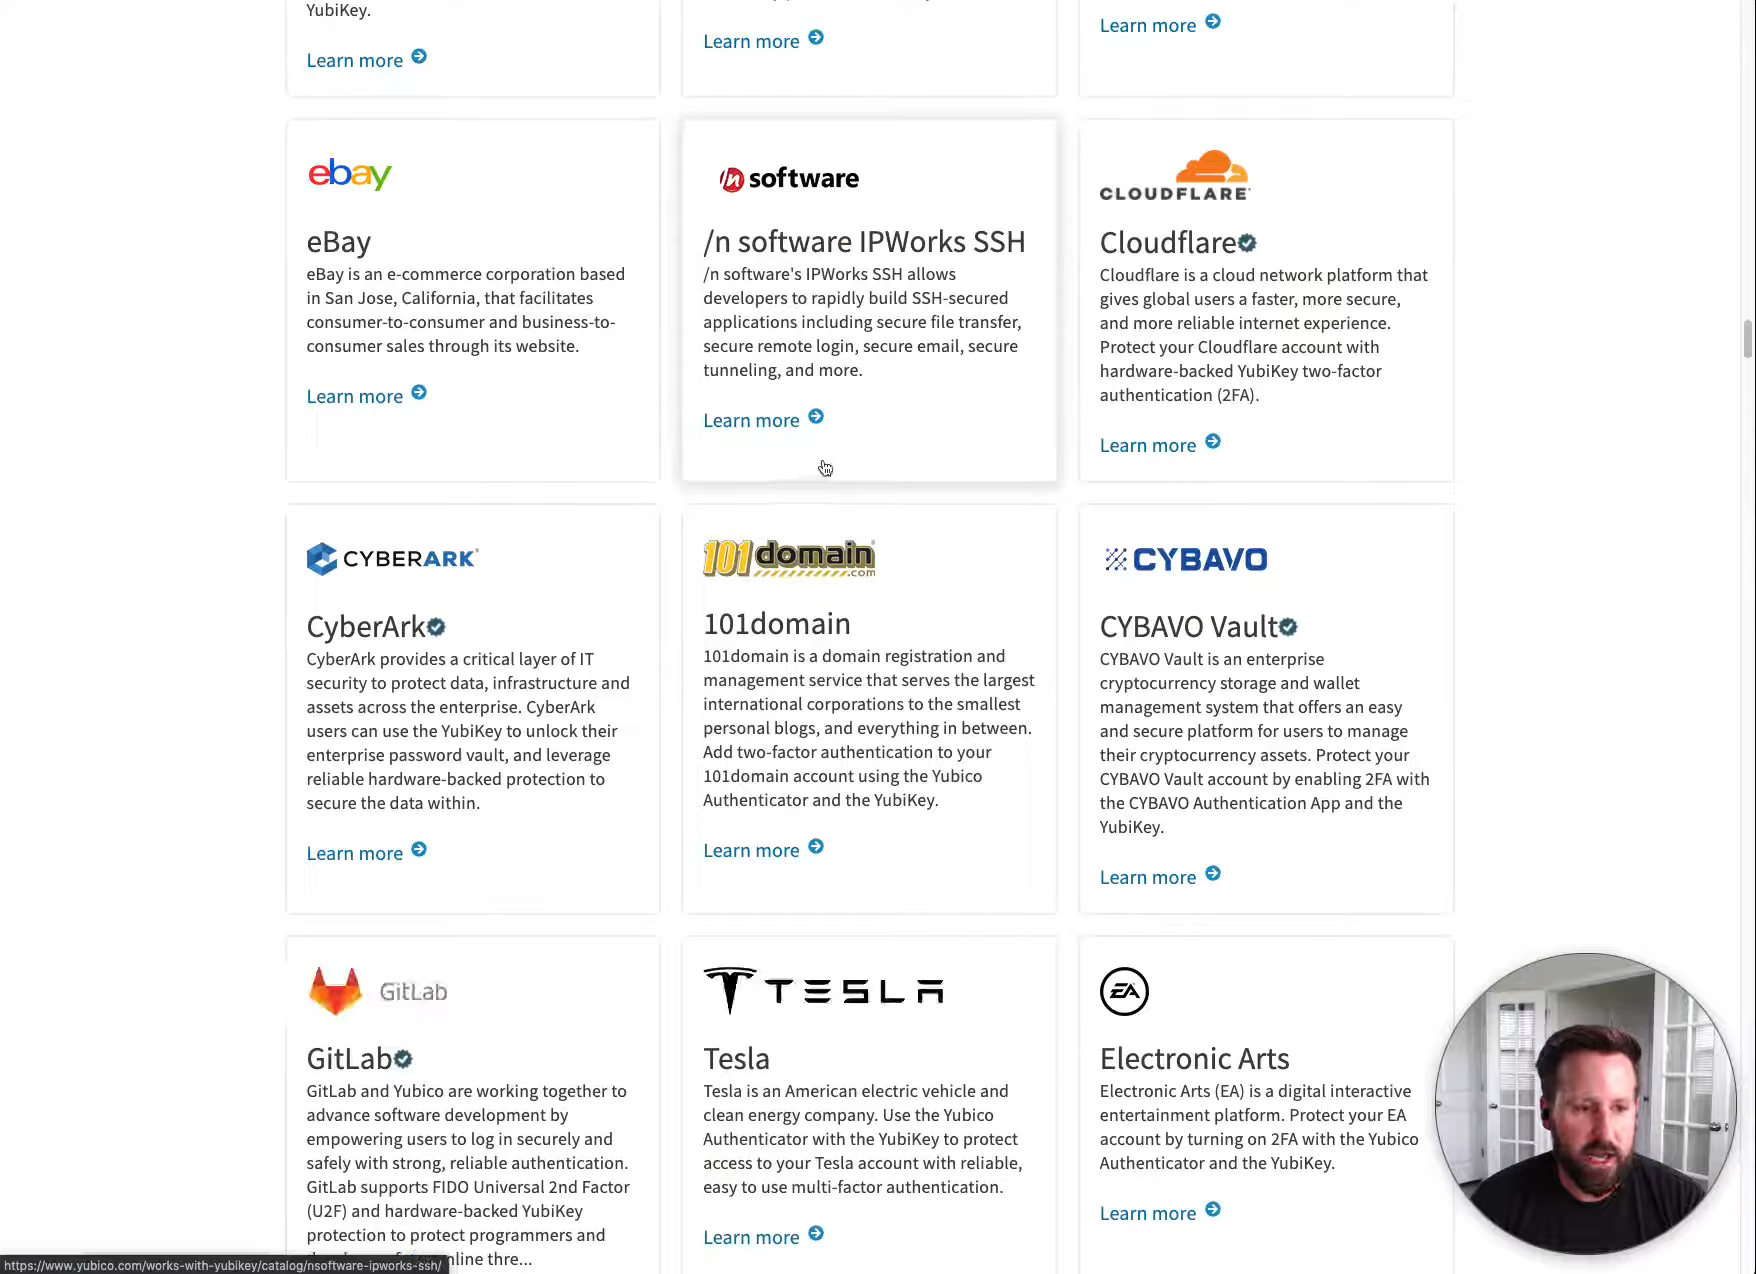 YubiKey.
Learn more
Learn more
Learn more
ebay
eBay
eBay is an e-commerce corporation based
in San Jose, California, that facilitates
consumer-to-consumer and business-to-
consumer sales through its website.
Learn more
/n software
/n software IPWorks SSH
/n software's IPWorks SSH allows
developers to rapidly build SSH-secured
applications including secure file transfer,
secure remote login, secure email, secure
tunneling, and more.
Learn more
CLOUDFLARE
Cloudflare
Cloudflare is a cloud network platform that
gives global users a faster, more secure,
and more reliable internet experience.
Protect your Cloudflare account with
hardware-backed YubiKey two-factor
authentication (2FA).
Learn more
CYBERARK
CyberArk
CyberArk provides a critical layer of IT
security to protect data, infrastructure and
assets across the enterprise. CyberArk
users can use the YubiKey to unlock their
enterprise password vault, and leverage
reliable hardware-backed protection to
secure the data within.
Learn more
101domain
.com
101domain
101domain is a domain registration and
management service that serves the largest
international corporations to the smallest
personal blogs, and everything in between.
Add two-factor authentication to your
101domain account using the Yubico
Authenticator and the YubiKey.
Learn more
CYBAVO
CYBAVO Vault
CYBAVO Vault is an enterprise
cryptocurrency storage and wallet
management system that offers an easy
and secure platform for users to manage
their cryptocurrency assets. Protect your
CYBAVO Vault account by enabling 2FA with
the CYBAVO Authentication App and the
YubiKey.
Learn more
GitLab
GitLab
GitLab and Yubico are working together to
advance software development by
empowering users to log in securely and
safely with strong, reliable authentication.
GitLab supports FIDO Universal 2nd Factor
(U2F) and hardware-backed YubiKey
protection to protect programmers and
thre...
TESLA
Tesla
Tesla is an American electric vehicle and
clean energy company. Use the Yubico
Authenticator with the YubiKey to protect
access to your Tesla account with reliable,
easy to use multi-factor authentication.
Learn more
EA
Electronic Arts
Electronic Arts (EA) is a digital interactive
entertainment platform. Protect your EA
account by turning on 2FA with the Yubico
Authenticator and the YubiKey.
Learn more
https://www.yubico.com/works-with-yubikey/catalog/nsoftware-ipworks-ssh/